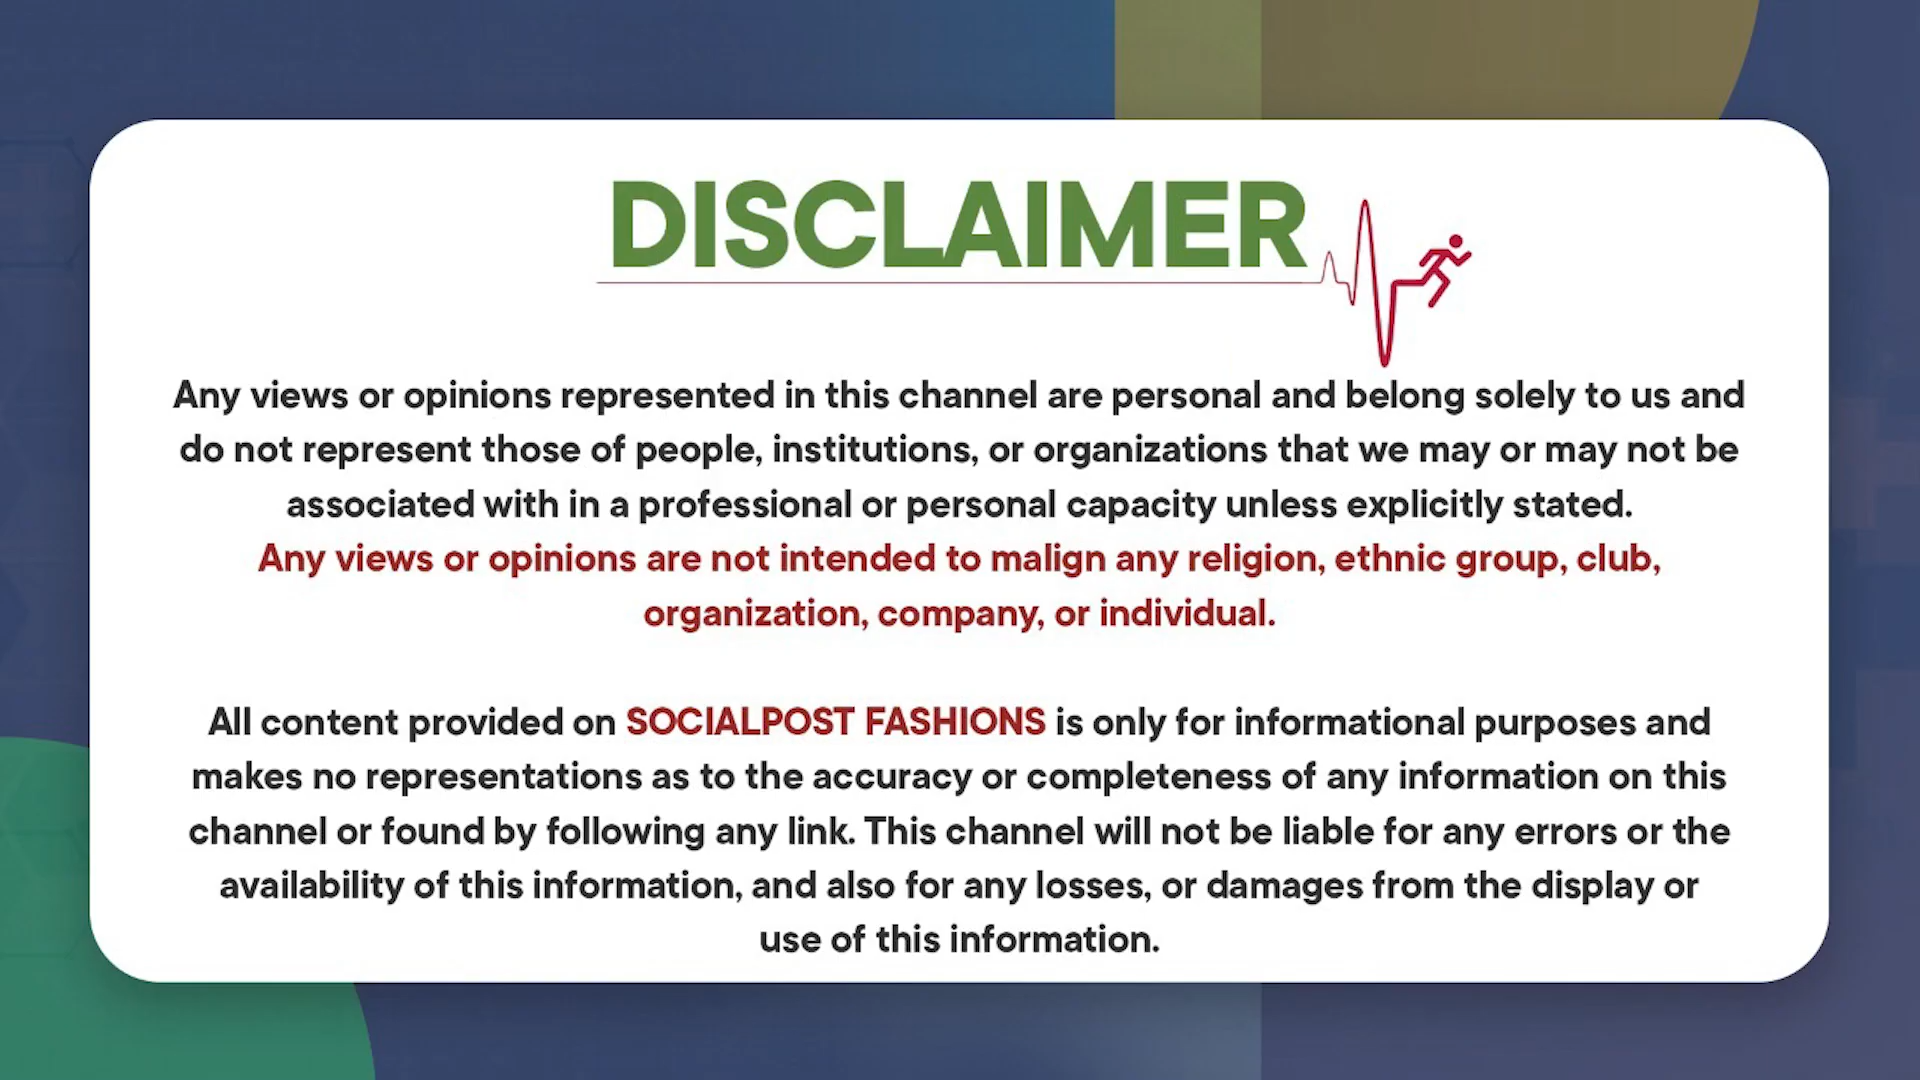 DISCLAIMER
Any views or opinions represented in this channel are personal and belong solely to us and
do not represent those of people, institutions, or organizations that we may or may not be
associated with in a professional or personal capacity unless explicitly stated.
Any views or opinions are not intended to malign any religion, ethnic group, club,
organization, company, or individual.
All content provided on SOCIALPOST FASHIONS is only for informational purposes and
makes no representations as to the accuracy or completeness of any information on this
channel or found by following any link. This channel will not be liable for any errors or the
availability of this information, and also for any losses, or damages from the display or
use of this information.